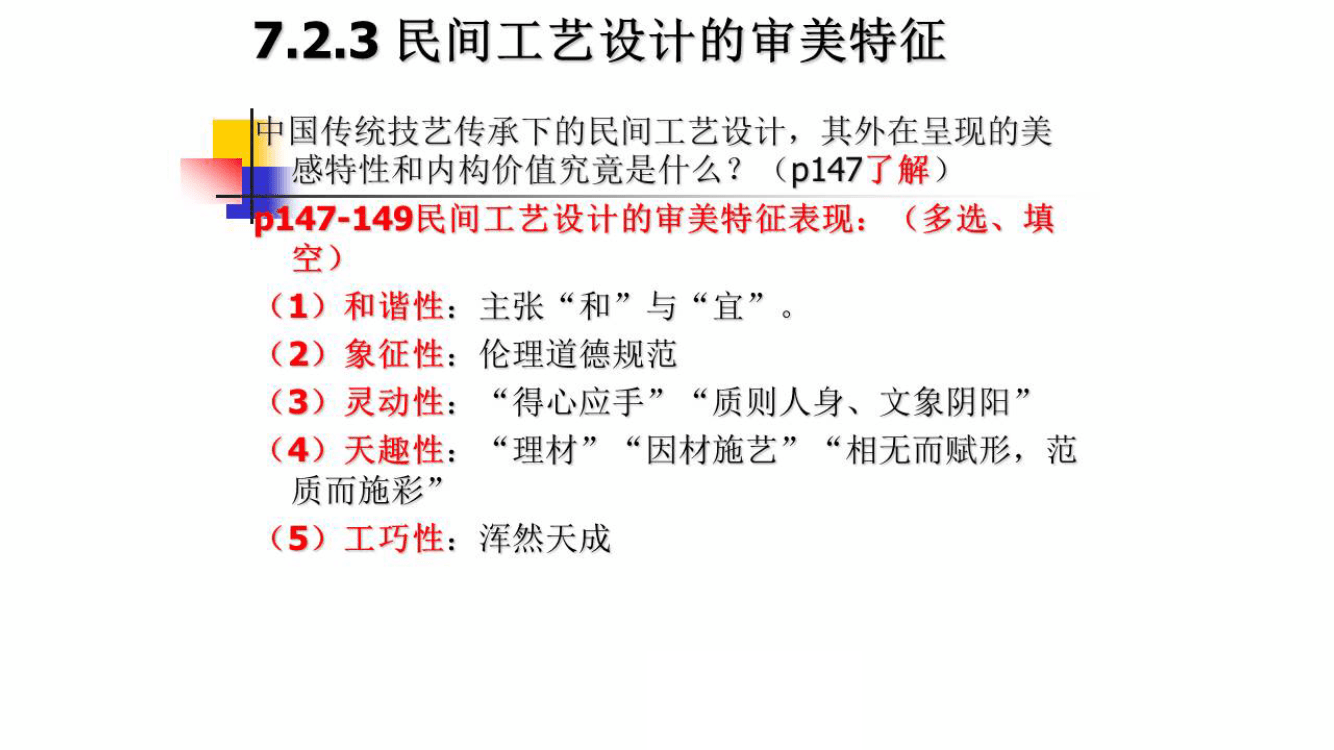 7.2.3 民间工艺设计的审美特征
中国传统技艺传承下的民间工艺设计，其外在呈现的美
感特性和内构价值究竟是什么？（p147了解）
p147-149民间工艺设计的审美特征表现：（多选、填
空）
（1）和谐性：主张“和”与“宜”。
（2）象征性：伦理道德规范
（3）灵动性：“得心应手”“质则人身、文象阴阳”
（4）天趣性：“理材”“因材施艺”“相无而赋形，范
质而施彩”
（5）工巧性：浑然天成